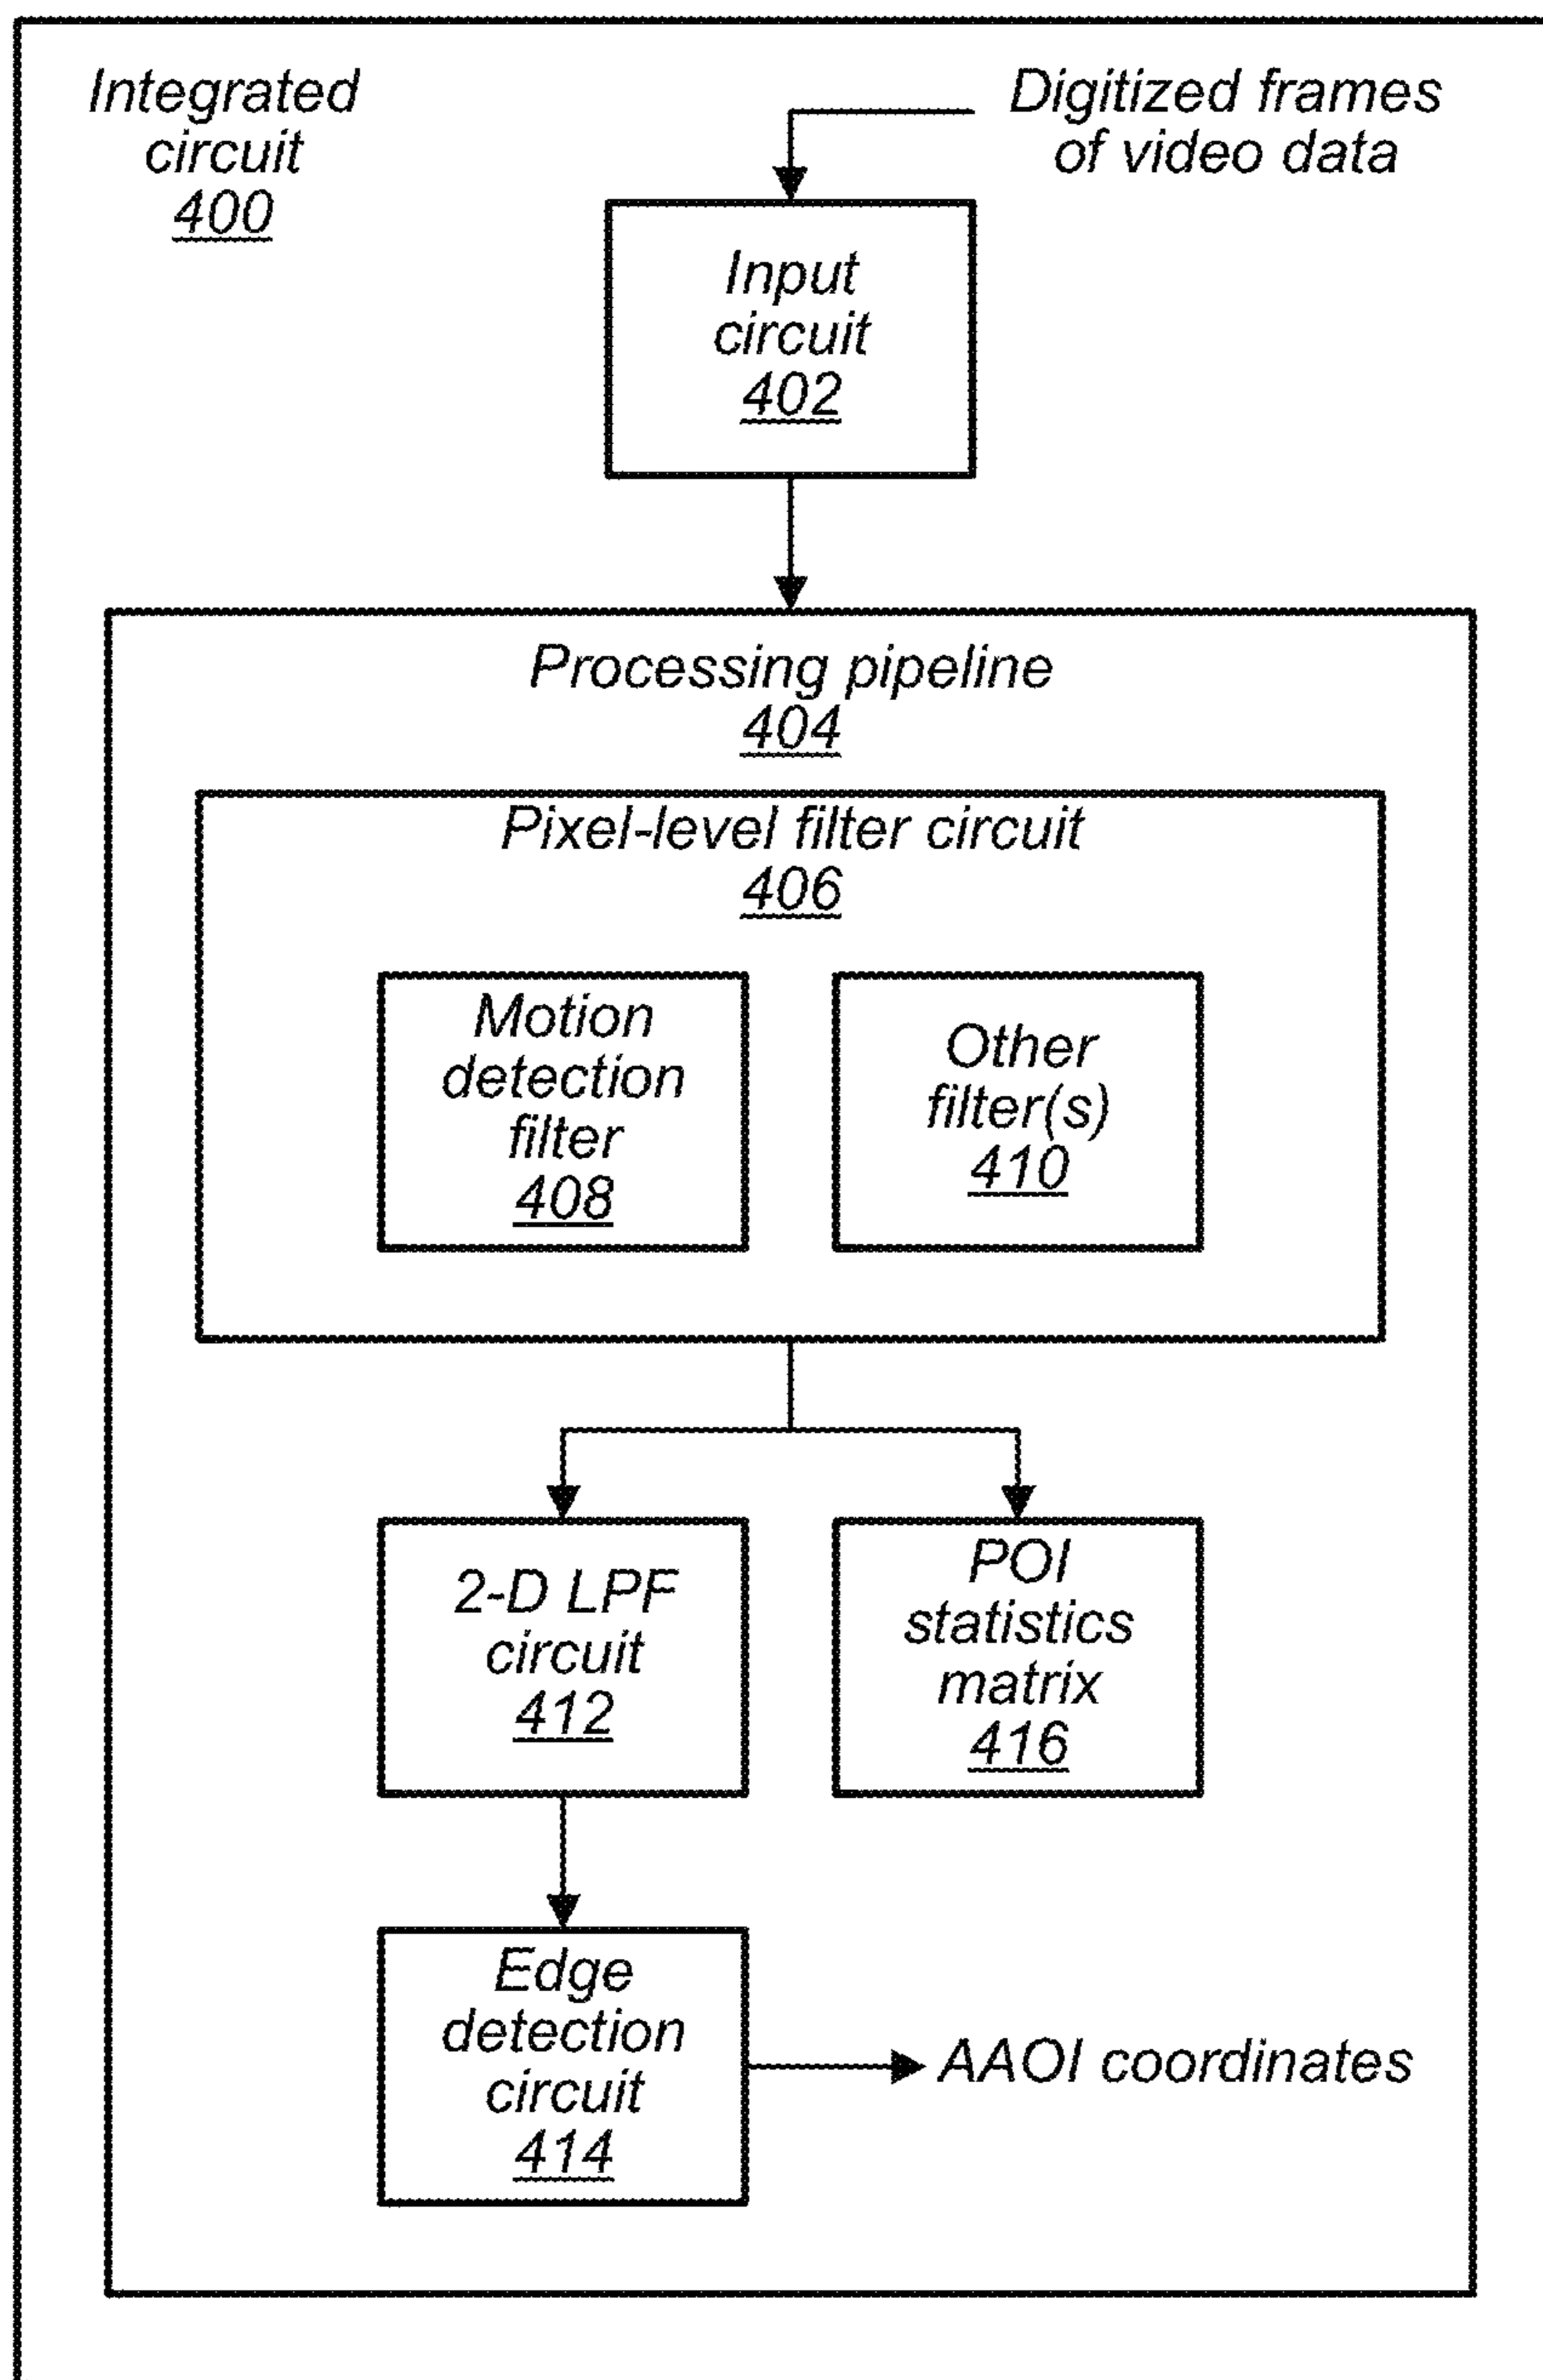 Integrated
circuit
400
Digitized frames
of video data
Input
circuit
402
Processing pipeline
404
Pixel-level filter circuit
406
Motion
detection
filter
408
Other
filter(s)
410
2-D LPF
circuit
412
POI
statistics
matrix
416
Edge
detection
circuit
414
AAOI coordinates